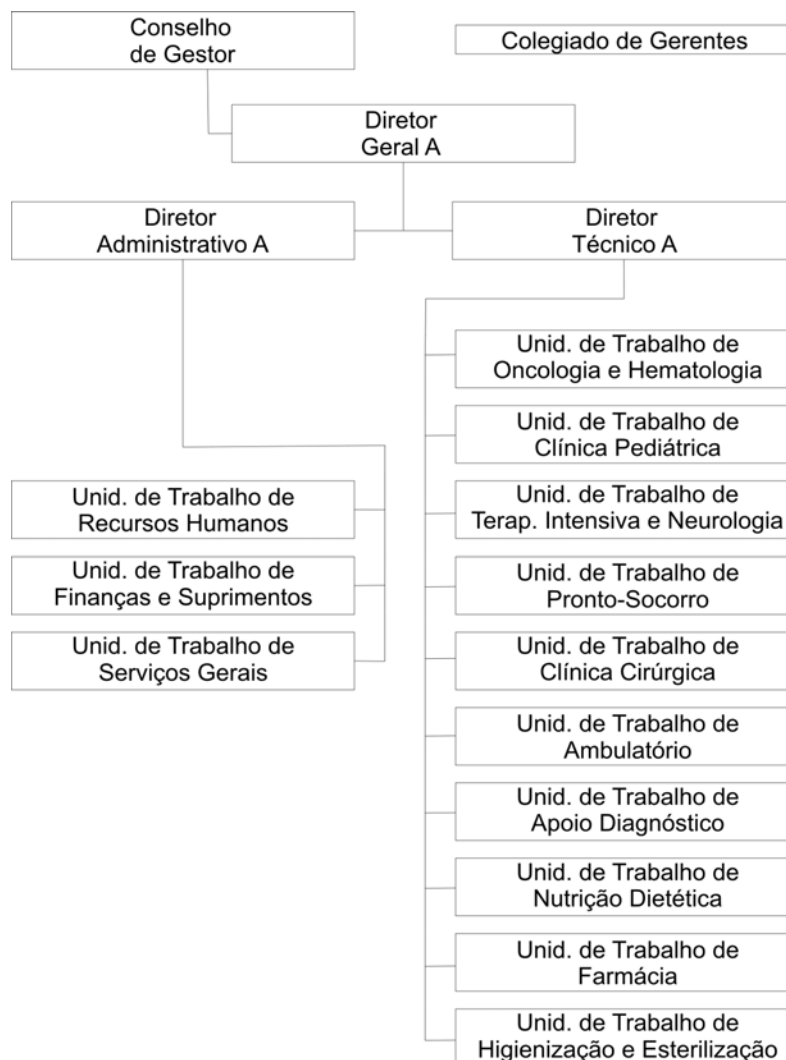 Conselho
de Gestor
Colegiado de Gerentes
Diretor
Geral A
Diretor
Administrativo A
Diretor
Técnico A
Unid. de Trabalho de
Recursos Humanos
Unid. de Trabalho de
Finanças e Suprimentos
Unid. de Trabalho de
Serviços Gerais
Unid. de Trabalho de
Oncologia e Hematologia
Unid. de Trabalho de
Clínica Pediátrica
Unid. de Trabalho de
Terap. Intensiva e Neurologia
Unid. de Trabalho de
Pronto-Socorro
Unid. de Trabalho de
Clínica Cirúrgica
Unid. de Trabalho de
Ambulatório
Unid. de Trabalho de
Apoio Diagnóstico
Unid. de Trabalho de
Nutrição Dietética
Unid. de Trabalho de
Farmácia
Unid. de Trabalho de
Higienização e Esterilização